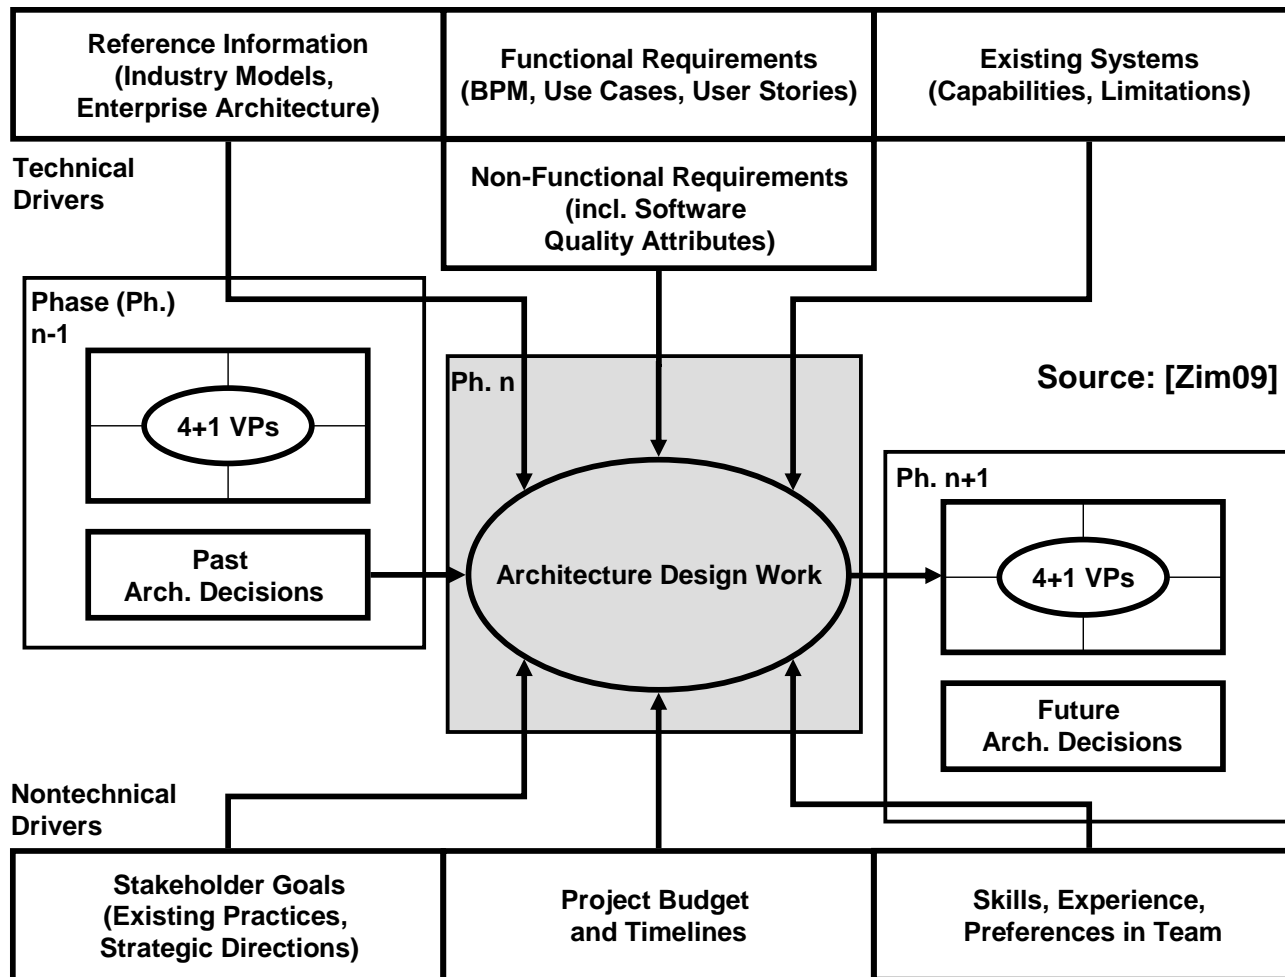 Reference Information
(Industry Models,
Enterprise Architecture)
Functional Requirements
(BPM, Use Cases, User Stories)
Existing Systems
(Capabilities, Limitations)
Technical
Drivers
Non-Functional Requirements
(incl. Software
Quality Attributes)
Phase (Ph.)
n-1
4+1 VPs
Past
Arch. Decisions
Ph. n
Architecture Design Work
Source: [Zim09]
Ph. n+1
4+1 VPs
Future
Arch. Decisions
Nontechnical
Drivers
Stakeholder Goals
(Existing Practices,
Strategic Directions)
Project Budget
and Timelines
Skills, Experience,
Preferences in Team